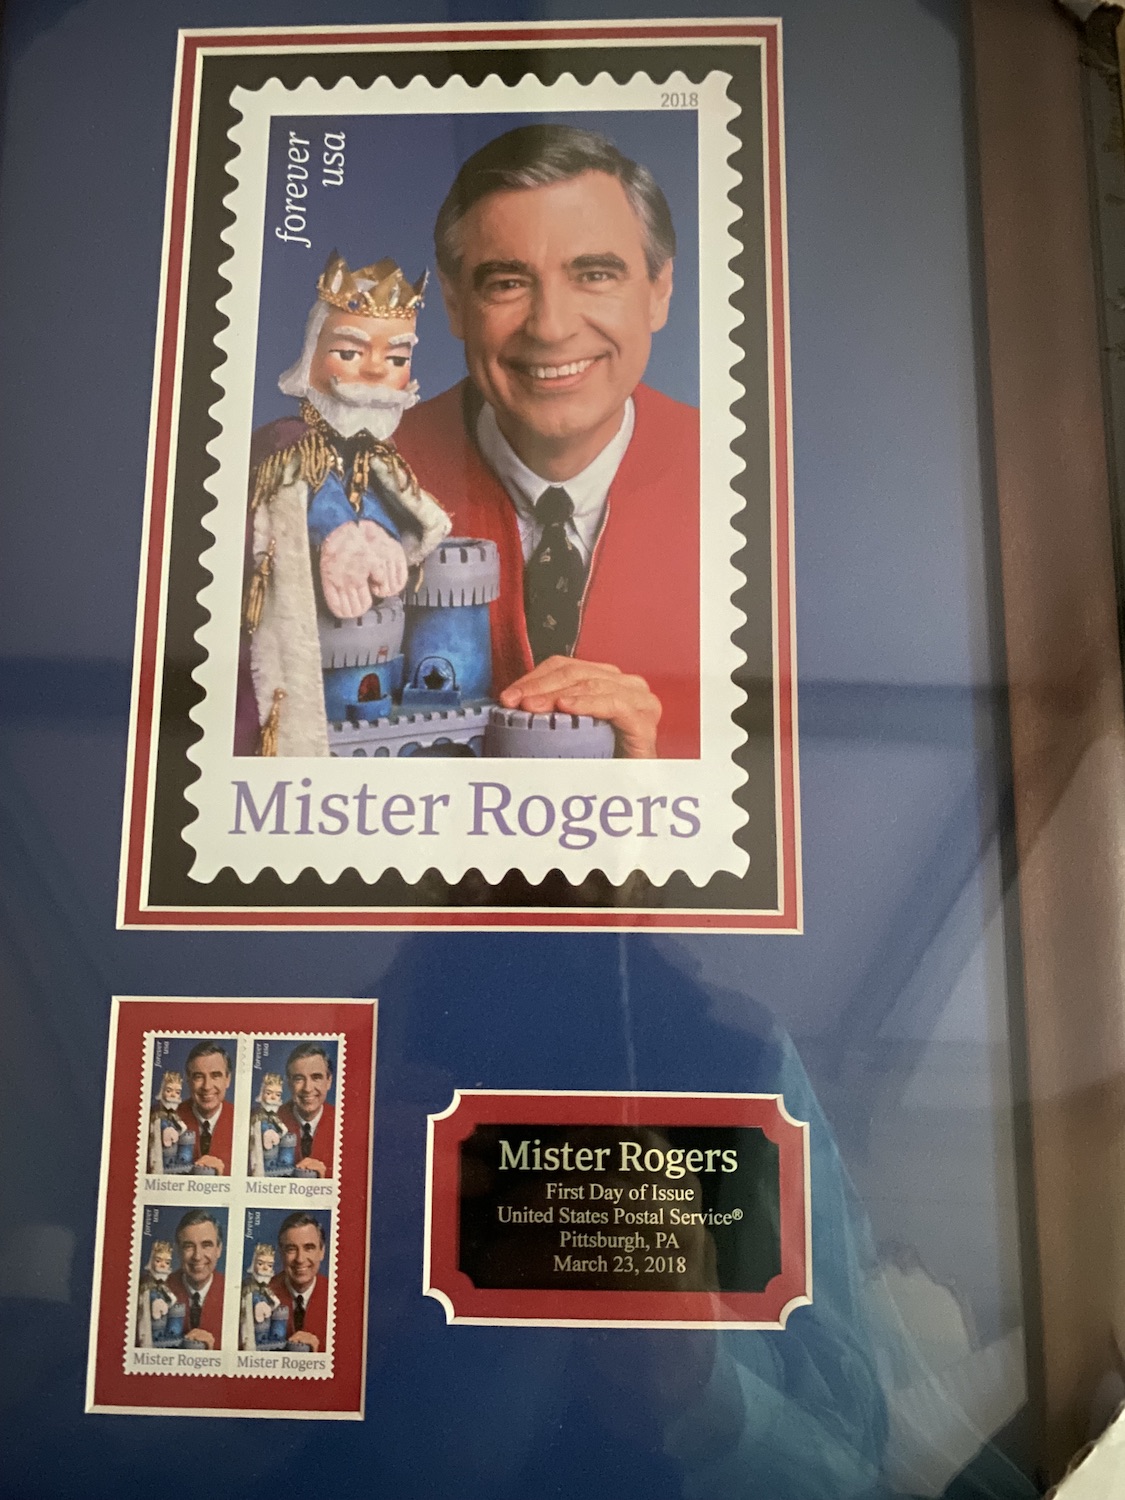 2018
forever
usa
Mister Rogers
forever
usa
forever
usa
Mister Rogers
Mister Rogers
forever
usa
forever
usa
Mister Rogers
Mister Rogers
Mister Rogers
First Day of Issue
United States Postal Service®
Pittsburgh, PA
March 23, 2018